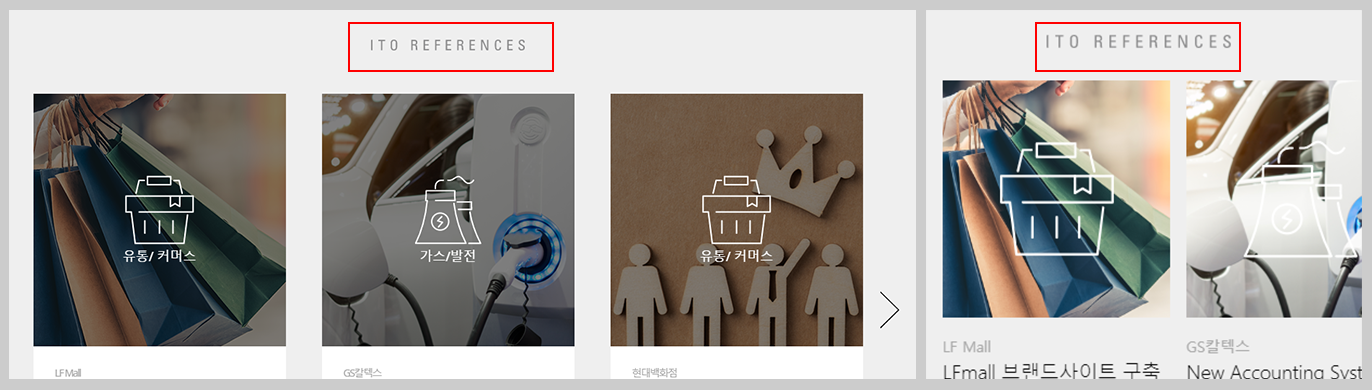 ITO REFERENCES
유통/ 커머스
가스/발전
유통/ 커머스
LF Mall
GS칼텍스
현대백화점
ITO REFERENCES
LF Mall
GS칼텍스
LFmall 브랜드사이트 구축
New Accounting Syst